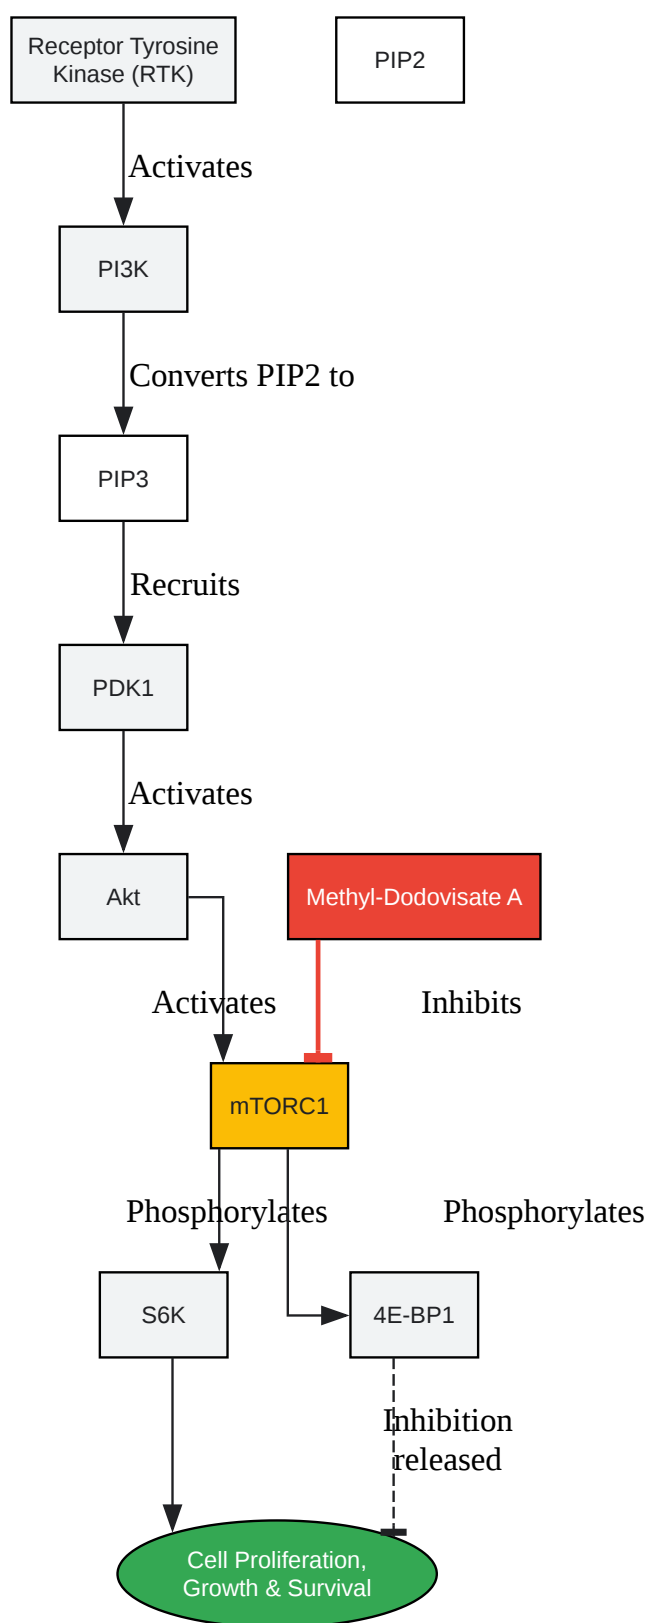 Receptor Tyrosine
Kinase (RTK)
PIP2
Activates
PI3K
Converts PIP2 to
PIP3
Recruits
PDK1
Activates
Akt
Methyl-Dodovisate A
Activates
Inhibits
mTORC1
Phosphorylates
Phosphorylates
S6K
4E-BP1
Inhibition
released
Cell Proliferation,
Growth & Survival